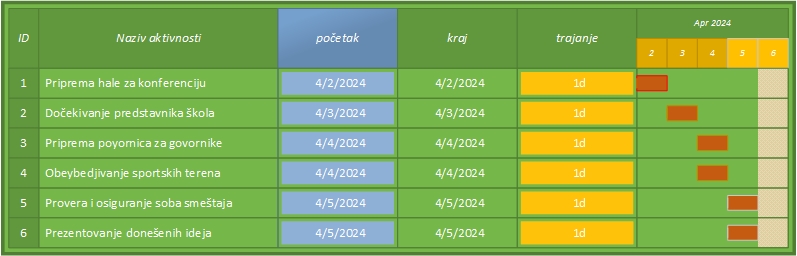 ID Naziv aktivnosti početak kraj trajanje Apr 2024
2 3 4 5 6
1 Priprema hale za konferenciju 4/2/2024 4/2/2024 1d
2 Dočekivanje predstavnika škola 4/3/2024 4/3/2024 1d
3 Priprema poyornica za govornike 4/4/2024 4/4/2024 1d
4 Obeybedjivanje sportskih terena 4/4/2024 4/4/2024 1d
5 Provera i osiguranje soba smeštaja 4/5/2024 4/5/2024 1d
6 Prezentovanje donešenih ideja 4/5/2024 4/5/2024 1d